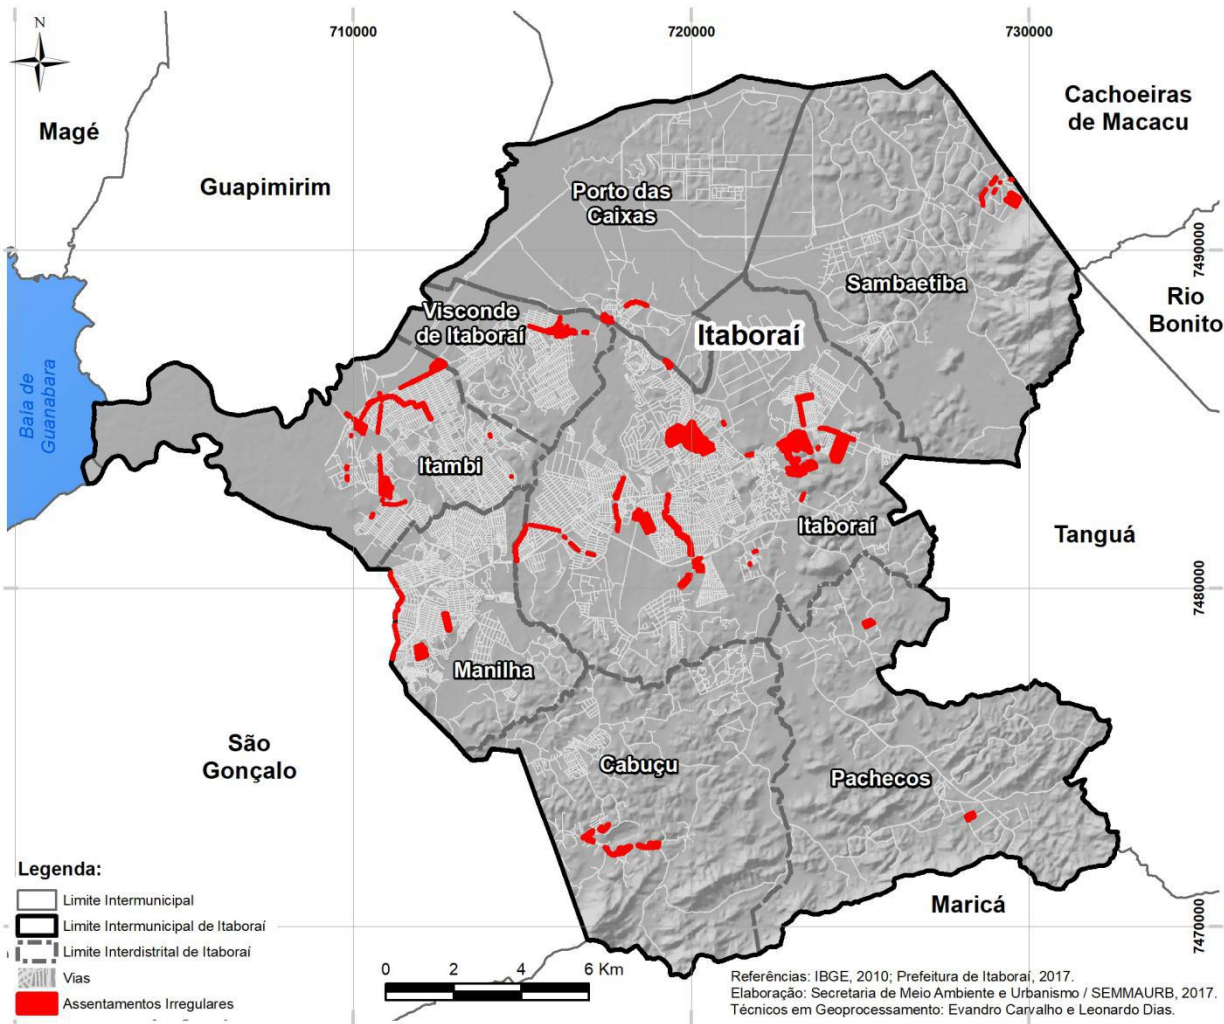 N
710000
720000
730000
Cachoeiras
de Macacu
Magé
Guapimirim
Porto das
Caixas
7490000
Sambaetiba
Rio
Bonito
Visconde
de Itaboraí
Itaboraí
Baia de
Guanabara
Itambi
Itaboraí
Tanguá
7480000
Manilha
São
Gonçalo
Cabuçu
Pachecos
Maricá
7470000
Legenda:
Limite Intermunicipal
Limite Intermunicipal de Itaboraí
Limite Interdistrital de Itaboraí
Vias
Assentamentos Irregulares
0 2 4 6 Km
Referências: IBGE, 2010; Prefeitura de Itaboraí, 2017.
Elaboração: Secretaria de Meio Ambiente e Urbanismo / SEMMAURB, 2017.
Técnicos em Geoprocessamento: Evandro Carvalho e Leonardo Dias.